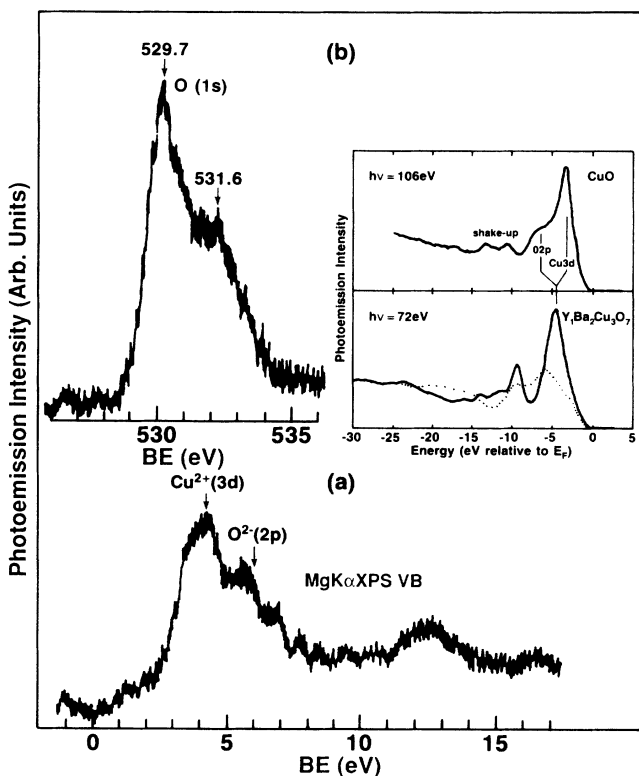 Photoemission Intensity (Arb. Units)
(b)
529.7
O (1s)
531.6
530
535
BE (eV)
Photoemission Intensity
hν = 106eV
CuO
shake-up
02p
Cu3d
hν = 72eV
Y₁Ba₂Cu₃O₇
-30 -25 -20 -15 -10 -5 0 5
Energy (eV relative to E_F)
(a)
Cu²⁺(3d)
O²⁻(2p)
MgKαXPS VB
0 5 10 15
BE (eV)